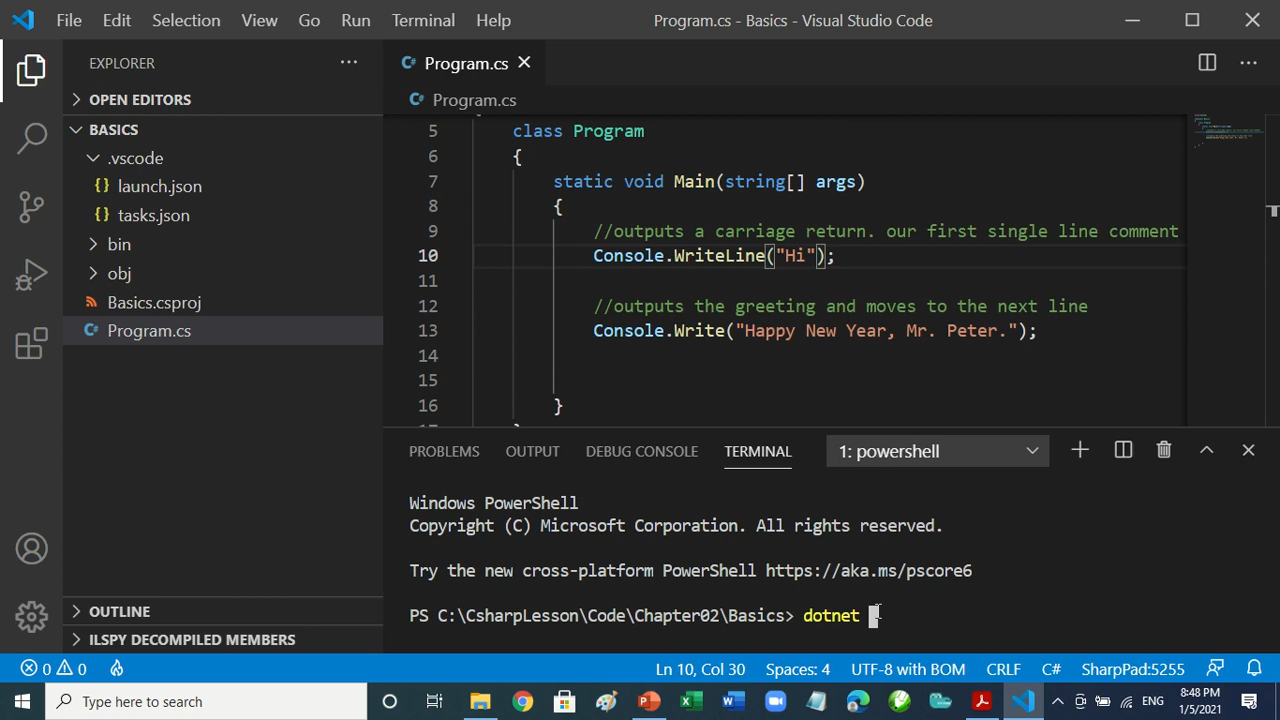 File Edit Selection View Go Run Terminal Help Program.cs - Basics - Visual Studio Code
EXPLORER
OPEN EDITORS
BASICS
.vscode
{} launch.json
{} tasks.json
bin
obj
Basics.csproj
C# Program.cs
OUTLINE
ILSPY DECOMPILED MEMBERS
C# Program.cs
C# Program.cs
5 class Program
6 {
7 static void Main(string[] args)
8 {
9 //outputs a carriage return. our first single line comment
10 Console.WriteLine("Hi");
11
12 //outputs the greeting and moves to the next line
13 Console.Write("Happy New Year, Mr. Peter.");
14
15
16 }
PROBLEMS OUTPUT DEBUG CONSOLE TERMINAL 1: powershell
Windows PowerShell
Copyright (C) Microsoft Corporation. All rights reserved.
Try the new cross-platform PowerShell https://aka.ms/pscore6
PS C:\CsharpLesson\Code\Chapter02\Basics> dotnet
0 0 Ln 10, Col 30 Spaces: 4 UTF-8 with BOM CRLF C# SharpPad:5255
Type here to search
ENG
8:48 PM
1/5/2021